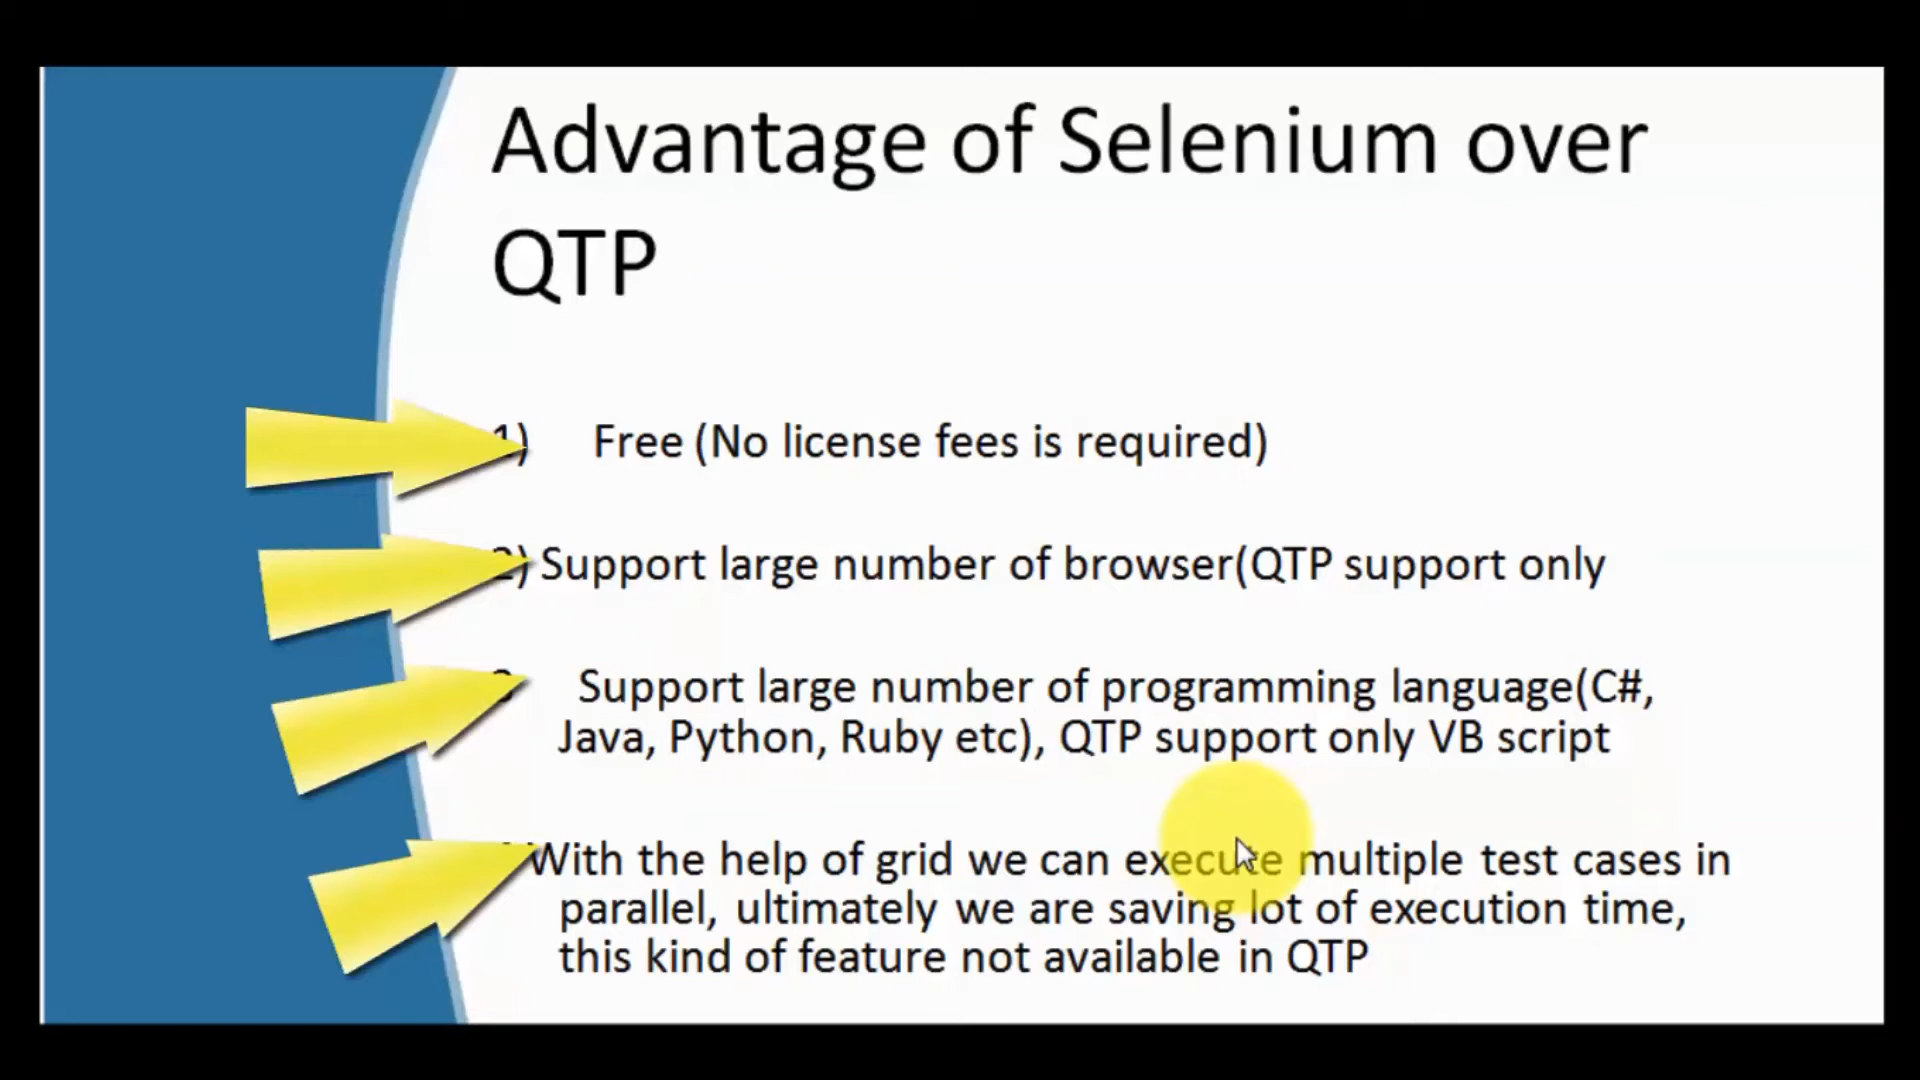 Advantage of Selenium over
QTP
1) Free (No license fees is required)
2) Support large number of browser(QTP support only
3 Support large number of programming language(C#,
Java, Python, Ruby etc), QTP support only VB script
With the help of grid we can execute multiple test cases in
parallel, ultimately we are saving lot of execution time,
this kind of feature not available in QTP